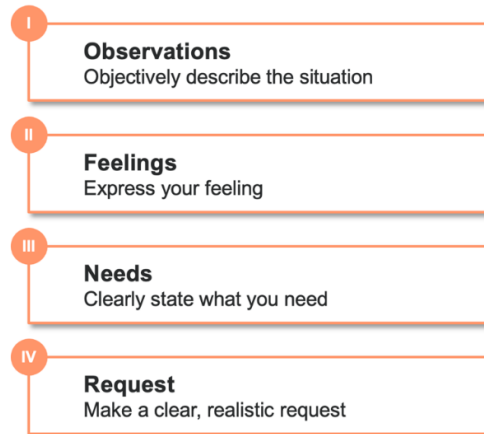 I
Observations
Objectively describe the situation
II
Feelings
Express your feeling
III
Needs
Clearly state what you need
IV
Request
Make a clear, realistic request